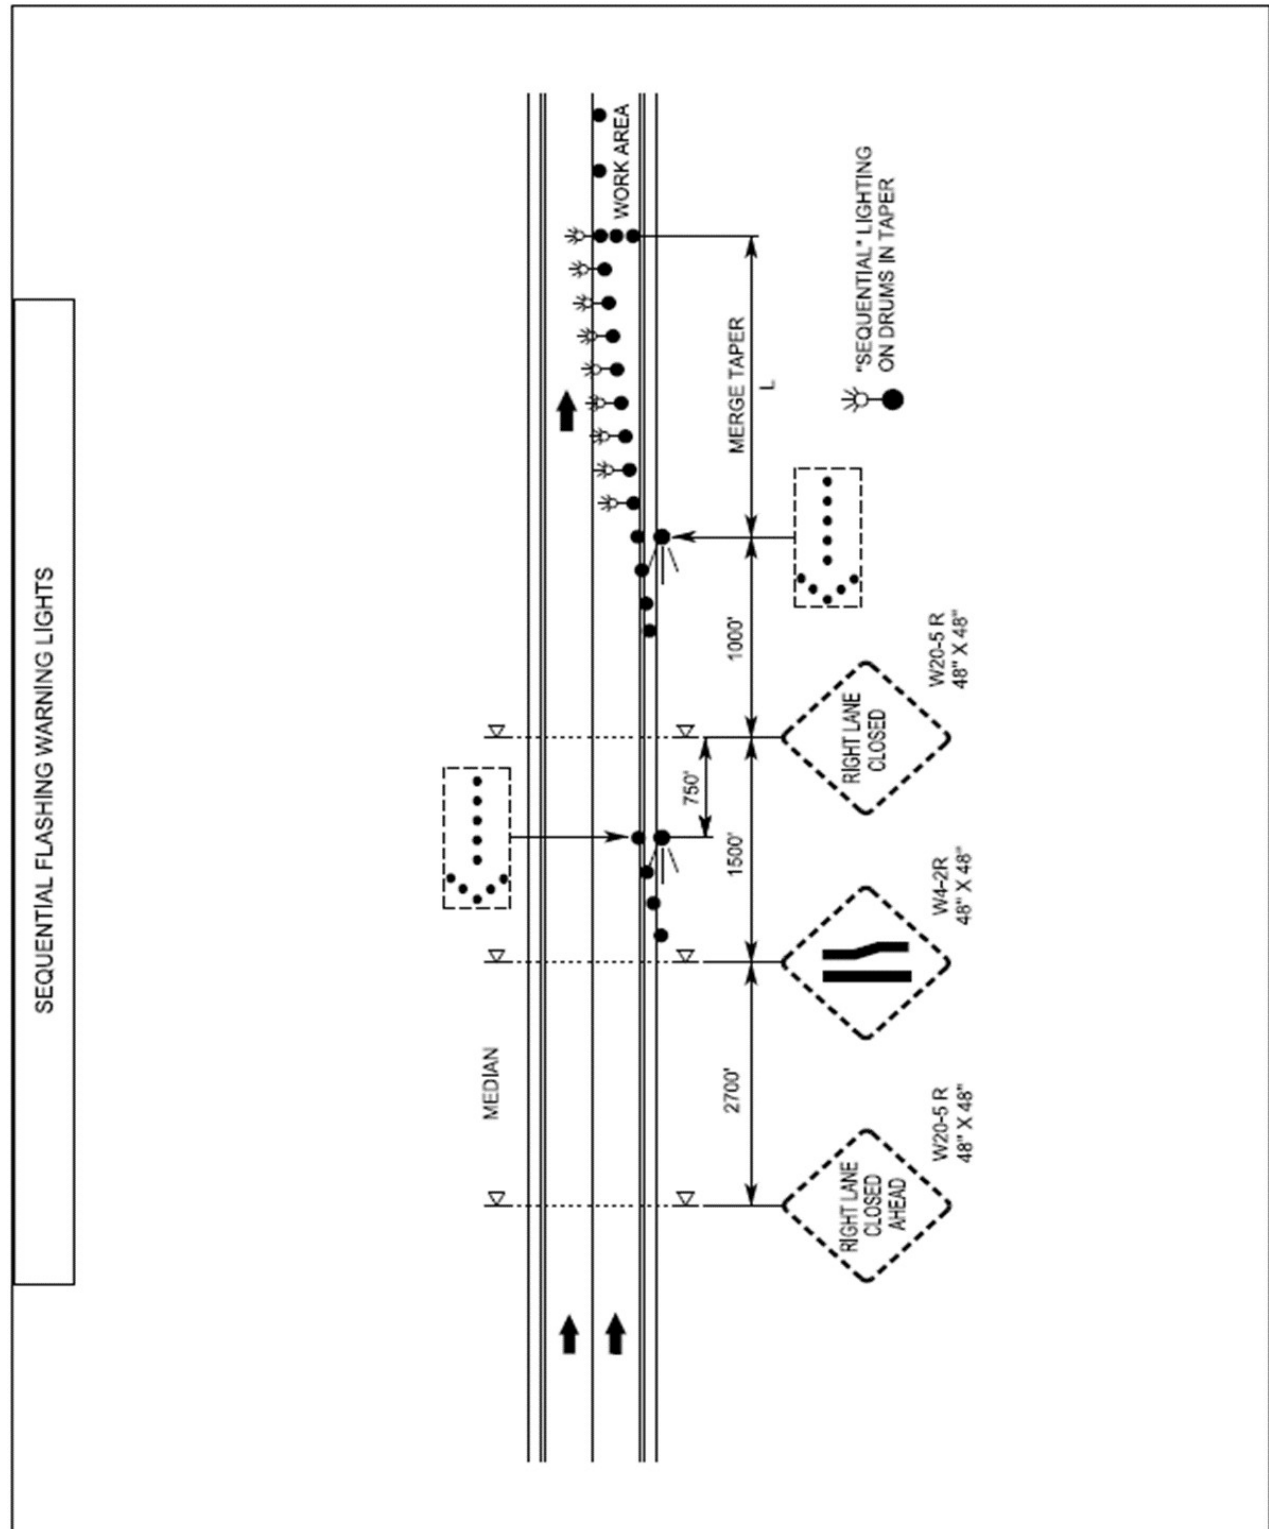 SEQUENTIAL FLASHING WARNING LIGHTS
MEDIAN
WORK AREA
2700'
1500'
750'
1000'
MERGE TAPER
L
RIGHT LANE
CLOSED
AHEAD
W20-5 R
48" X 48"
W4-2R
48" X 48"
RIGHT LANE
CLOSED
W20-5 R
48" X 48"
"SEQUENTIAL" LIGHTING
ON DRUMS IN TAPER